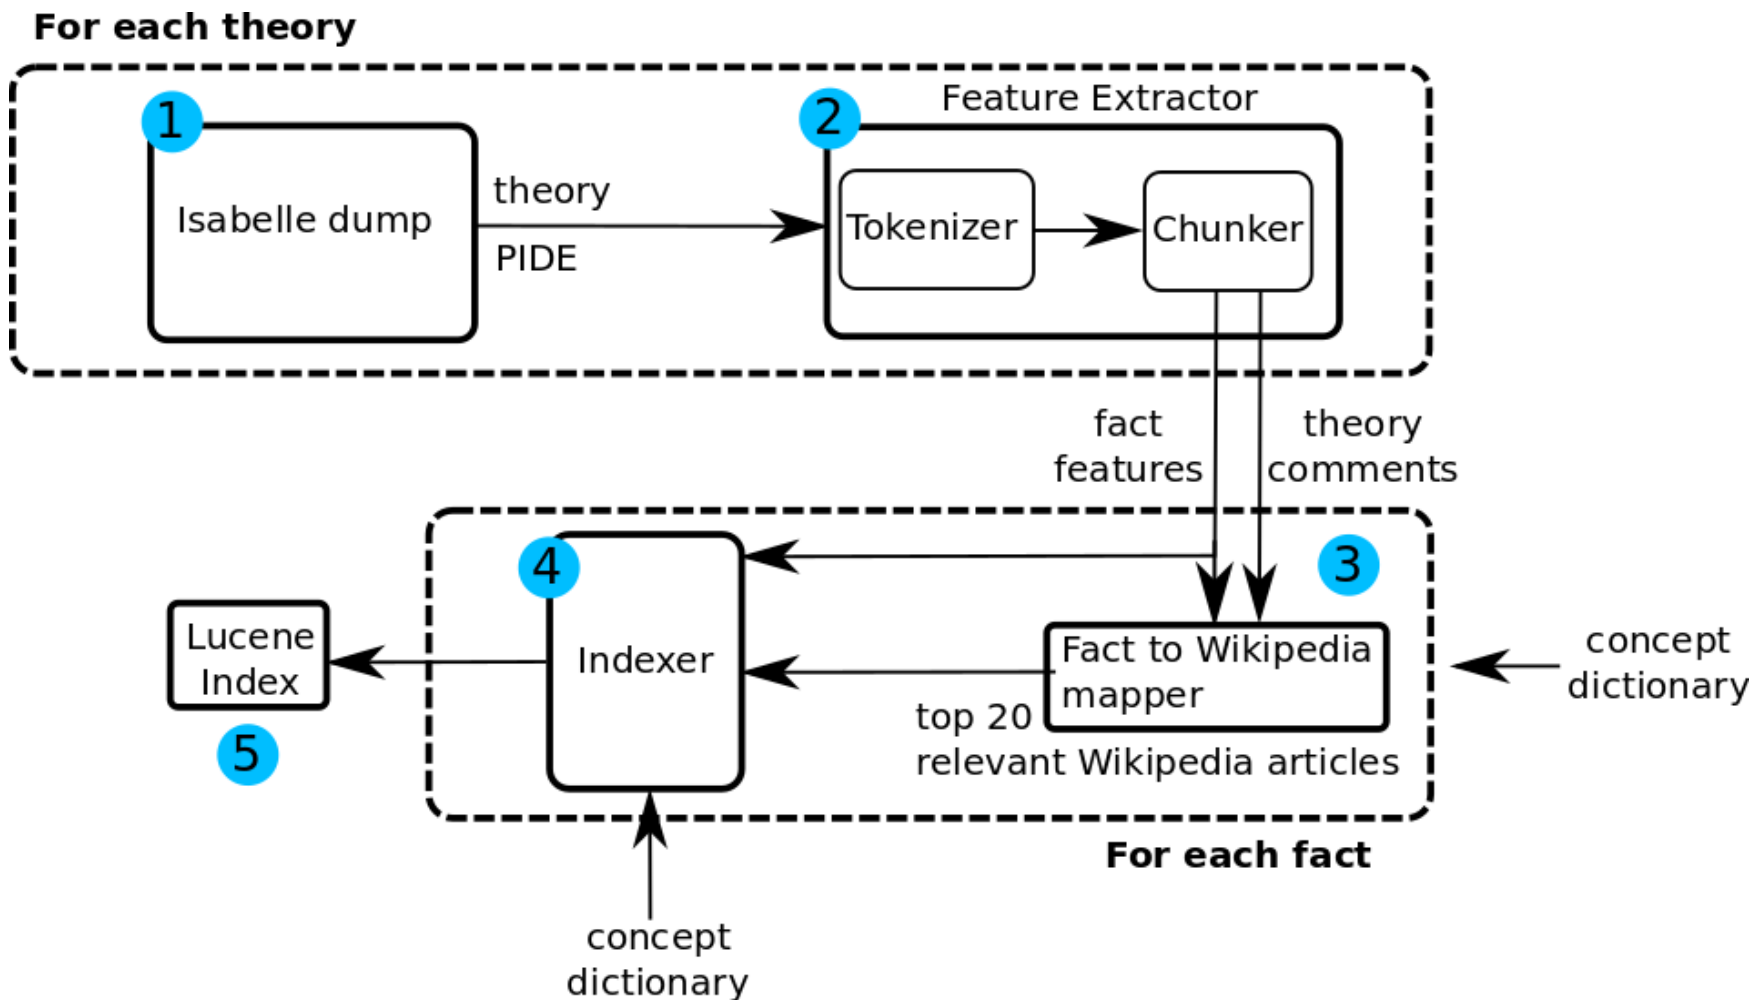 For each theory
1
2
Feature Extractor
Isabelle dump
theory
PIDE
Tokenizer
Chunker
fact
features
theory
comments
3
4
Indexer
Fact to Wikipedia
mapper
top 20
relevant Wikipedia articles
concept
dictionary
Lucene
Index
5
For each fact
concept
dictionary